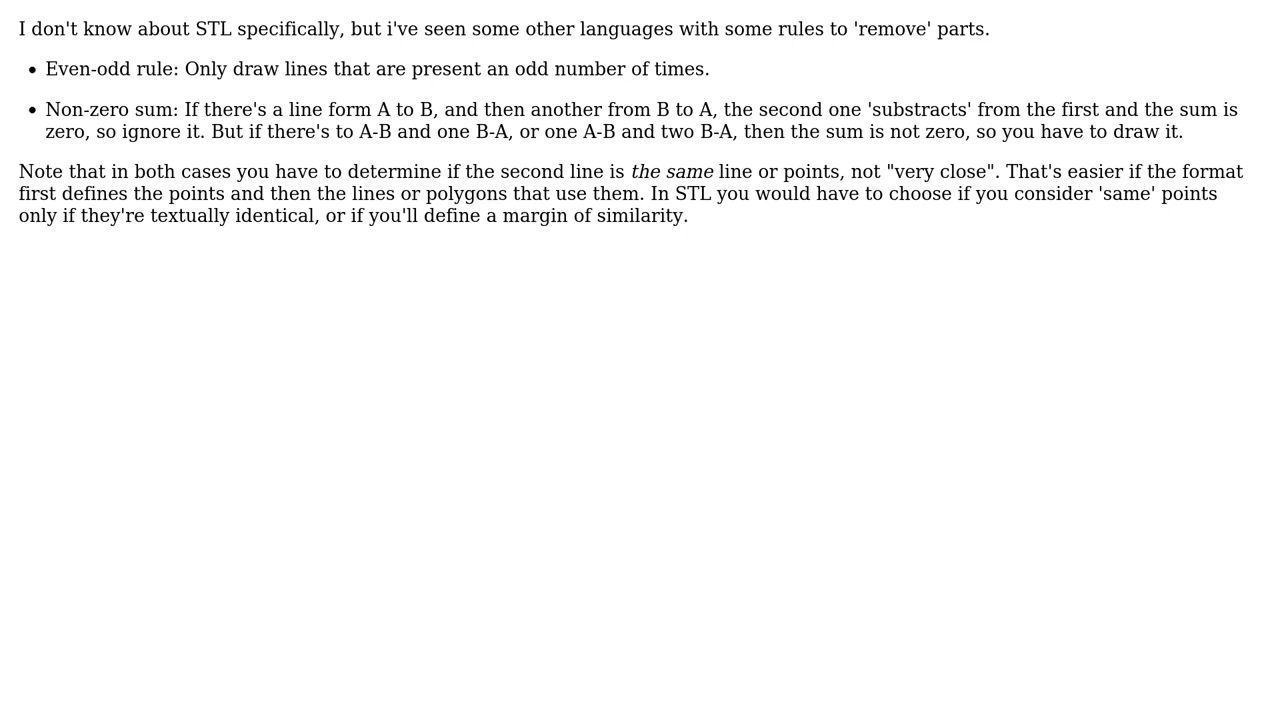 I don't know about STL specifically, but i've seen some other languages with some rules to 'remove' parts.
• Even-odd rule: Only draw lines that are present an odd number of times.
• Non-zero sum: If there's a line form A to B, and then another from B to A, the second one 'substracts' from the first and the sum is
zero, so ignore it. But if there's to A-B and one B-A, or one A-B and two B-A, then the sum is not zero, so you have to draw it.
Note that in both cases you have to determine if the second line is the same line or points, not "very close". That's easier if the format
first defines the points and then the lines or polygons that use them. In STL you would have to choose if you consider 'same' points
only if they're textually identical, or if you'll define a margin of similarity.